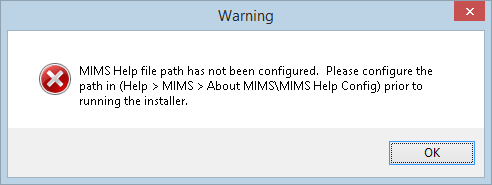 Warning
MIMS Help file path has not been configured.  Please configure the
path in (Help > MIMS > About MIMS\MIMS Help Config) prior to
running the installer.
OK